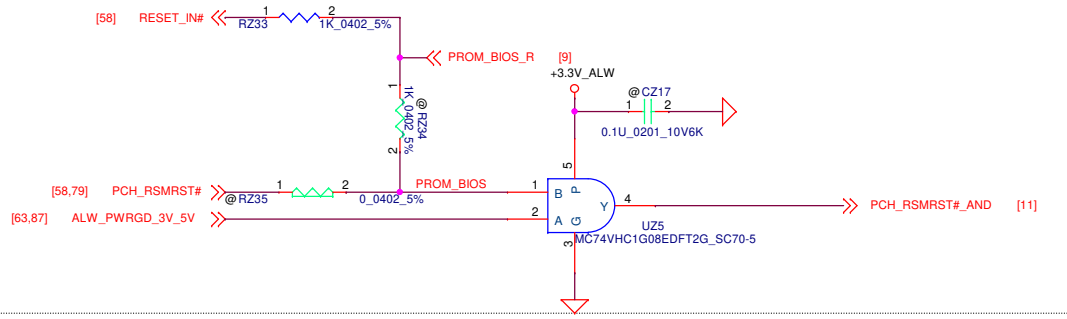 [58] RESET_IN# 1 2
RZ33 1K_0402_5%
PROM_BIOS_R [9]
+3.3V_ALW
@ CZ17
1 2
0.1U_0201_10V6K
1
1K_0402_5%
@ RZ34
2
[58,79] PCH_RSMRST# 1 2 PROM_BIOS
@ RZ35 0_0402_5%
[63,87] ALW_PWRGD_3V_5V
5
1 B P
2 A G Y 4
3
PCH_RSMRST#_AND [11]
UZ5
MC74VHC1G08EDFT2G_SC70-5